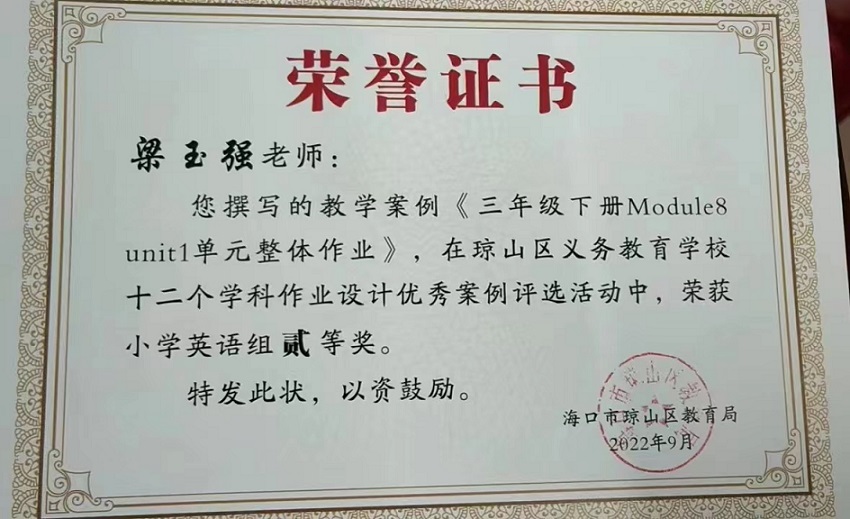 荣誉证书
梁玉强老师：
您撰写的教学案例《三年级下册Module8
unit1单元整体作业》，在琼山区义务教育学校
十二个学科作业设计优秀案例评选活动中，荣获
小学英语组贰等奖。
特发此状，以资鼓励。
海口市琼山区教育局
2022年9月